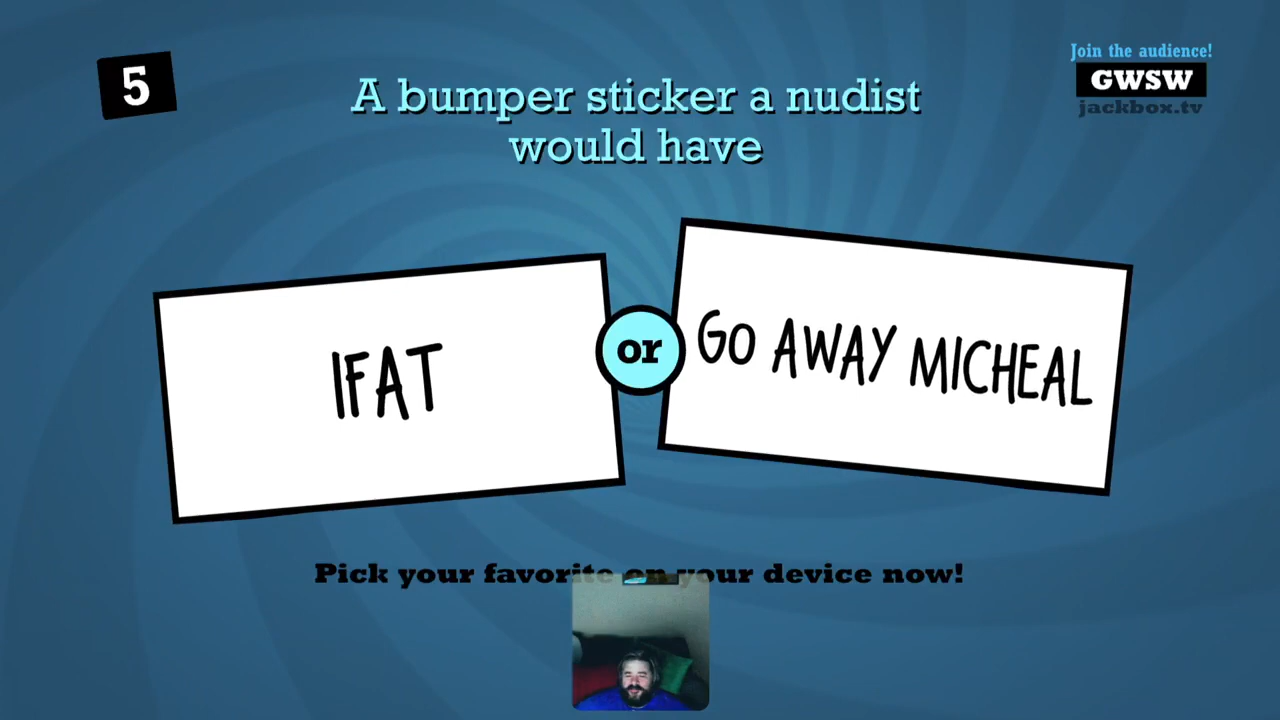 5
A bumper sticker a nudist
would have
Join the audience!
GWSW
jackbox.tv
IFAT
or
GO AWAY MICHEAL
Pick your favorite on your device now!